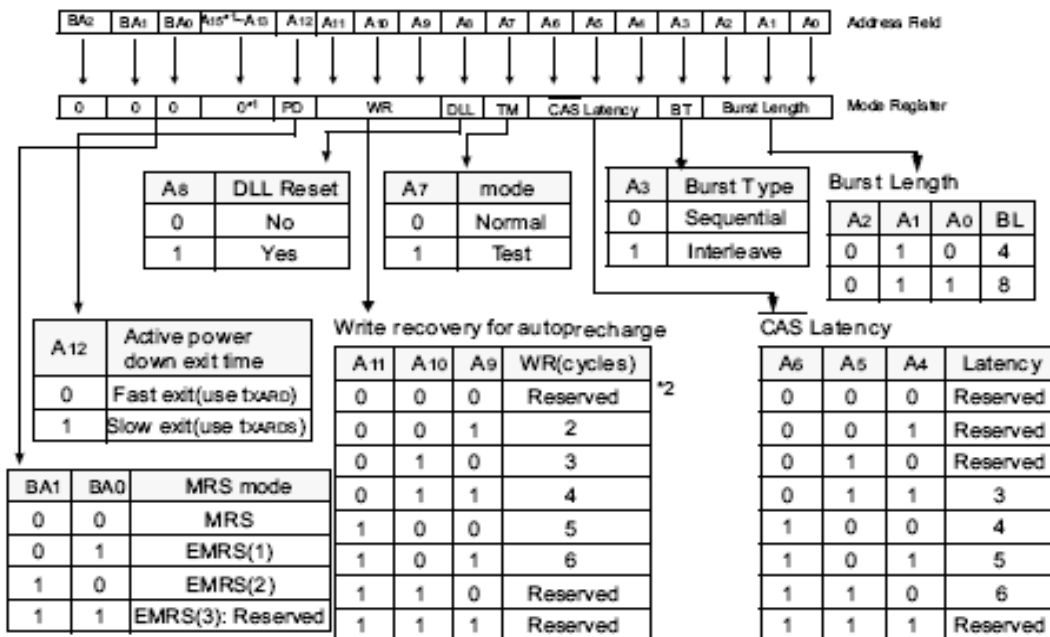 BA2 BA1 BA0 A15*1~A13 A12 A11 A10 A9 A8 A7 A6 A5 A4 A3 A2 A1 A0 Address Field
0 0 0 0*1 PD WR DLL TM CAS Latency BT Burst Length Mode Register
A8 DLL Reset
0 No
1 Yes
A7 mode
0 Normal
1 Test
A3 Burst Type
0 Sequential
1 Interleave
Burst Length
A2 A1 A0 BL
0 1 0 4
0 1 1 8
A12 Active power
down exit time
0 Fast exit(use tXARD)
1 Slow exit(use tXARDS)
BA1 BA0 MRS mode
0 0 MRS
0 1 EMRS(1)
1 0 EMRS(2)
1 1 EMRS(3): Reserved
Write recovery for autoprecharge
A11 A10 A9 WR(cycles)
*2
0 0 0 Reserved
0 0 1 2
0 1 0 3
0 1 1 4
1 0 0 5
1 0 1 6
1 1 0 Reserved
1 1 1 Reserved
CAS Latency
A6 A5 A4 Latency
0 0 0 Reserved
0 0 1 Reserved
0 1 0 Reserved
0 1 1 3
1 0 0 4
1 0 1 5
1 1 0 6
1 1 1 Reserved